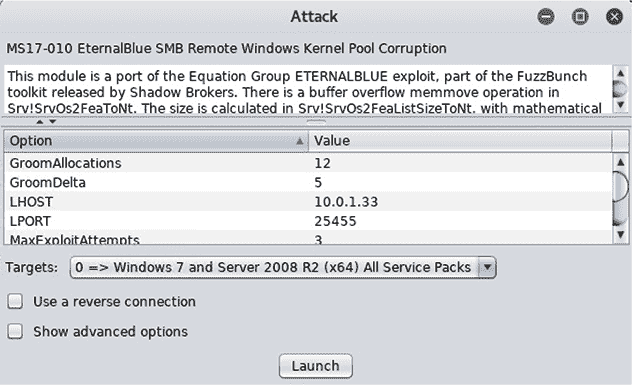 Attack
MS17-010 EternalBlue SMB Remote Windows Kernel Pool Corruption
This module is a port of the Equation Group ETERNALBLUE exploit, part of the FuzzBunch
toolkit released by Shadow Brokers. There is a buffer overflow memmove operation in
Srv!SrvOs2FeaToNt. The size is calculated in Srv!SrvOs2FeaListSizeToNt, with mathematical
Option Value
GroomAllocations 12
GroomDelta 5
LHOST 10.0.1.33
LPORT 25455
MaxExploitAttempts 3
Targets: 0 => Windows 7 and Server 2008 R2 (x64) All Service Packs
Use a reverse connection
Show advanced options
Launch